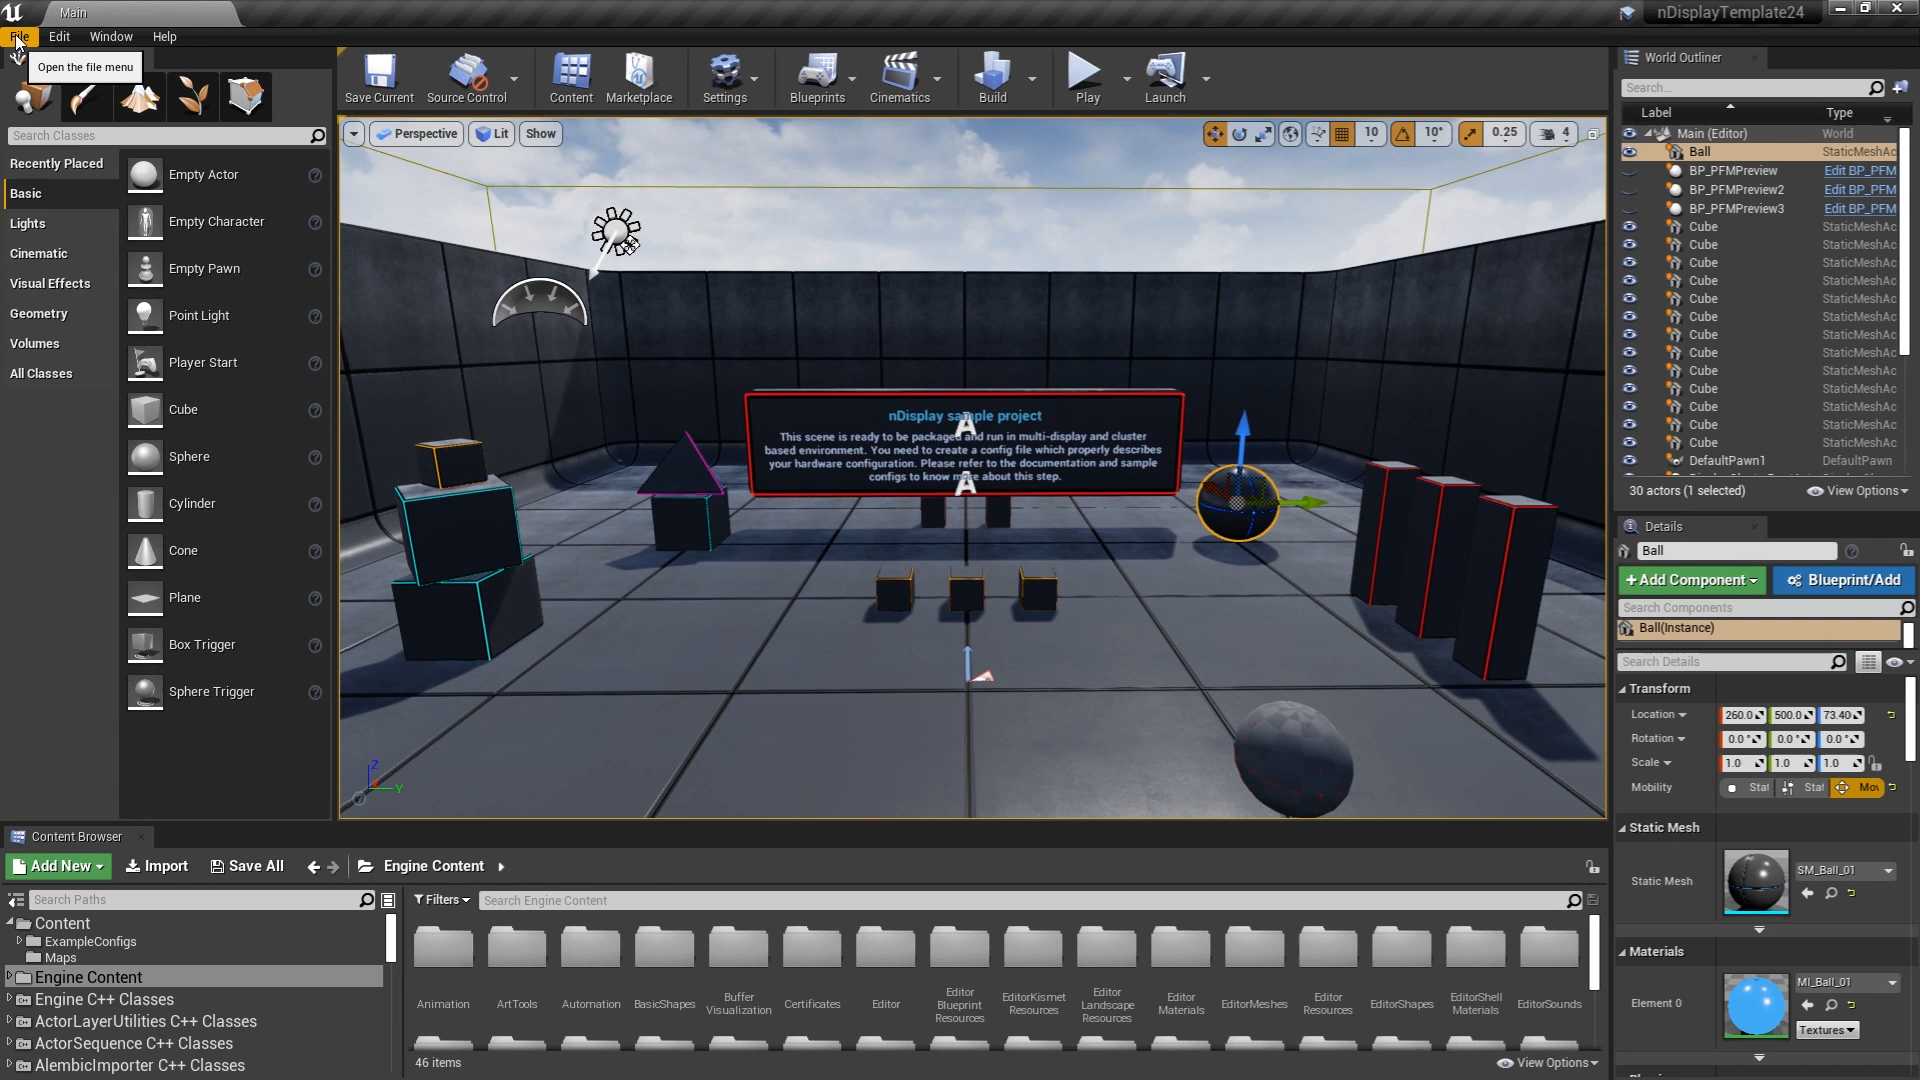 Main
nDisplayTemplate24
File Edit Window Help
Open the file menu
Save Current
Source Control
Content
Marketplace
Settings
Blueprints
Cinematics
Build
Play
Launch
Search Classes
Recently Placed
Basic
Lights
Cinematic
Visual Effects
Geometry
Volumes
All Classes
Empty Actor
Empty Character
Empty Pawn
Point Light
Player Start
Cube
Sphere
Cylinder
Cone
Plane
Box Trigger
Sphere Trigger
Perspective
Lit
Show
10
10°
0.25
4
nDisplay sample project
This scene is ready to be packaged and run in multi-display and cluster
based environment. You need to create a config file which properly describes
your hardware configuration. Please refer to the documentation and sample
configs to know more about this step.
A
A
Z
Y
World Outliner
Search...
Label Type
Main (Editor) World
Ball StaticMeshAc
BP_PFMPreview Edit BP_PFM
BP_PFMPreview2 Edit BP_PFM
BP_PFMPreview3 Edit BP_PFM
Cube StaticMeshAc
Cube StaticMeshAc
Cube StaticMeshAc
Cube StaticMeshAc
Cube StaticMeshAc
Cube StaticMeshAc
Cube StaticMeshAc
Cube StaticMeshAc
Cube StaticMeshAc
Cube StaticMeshAc
Cube StaticMeshAc
Cube StaticMeshAc
Cube StaticMeshAc
DefaultPawn1 DefaultPawn
30 actors (1 selected)
View Options
Details
Ball
+Add Component
Blueprint/Add
Search Components
Ball(Instance)
Search Details
Transform
Location 260.0 500.0 73.40
Rotation 0.0 ° 0.0 ° 0.0 °
Scale 1.0 1.0 1.0
Mobility Stat Stat Mov
Static Mesh
Static Mesh SM_Ball_01
Materials
Element 0 MI_Ball_01
Textures
Content Browser
Add New
Import
Save All
Engine Content
Search Paths
Content
ExampleConfigs
Maps
Engine Content
Engine C++ Classes
ActorLayerUtilities C++ Classes
ActorSequence C++ Classes
AlembicImporter C++ Classes
Filters
Search Engine Content
Animation
ArtTools
Automation
BasicShapes
Buffer
Visualization
Certificates
Editor
Editor
Blueprint
Resources
EditorKismet
Resources
Editor
Landscape
Resources
Editor
Materials
EditorMeshes
Editor
Resources
EditorShapes
EditorShell
Materials
EditorSounds
46 items
View Options